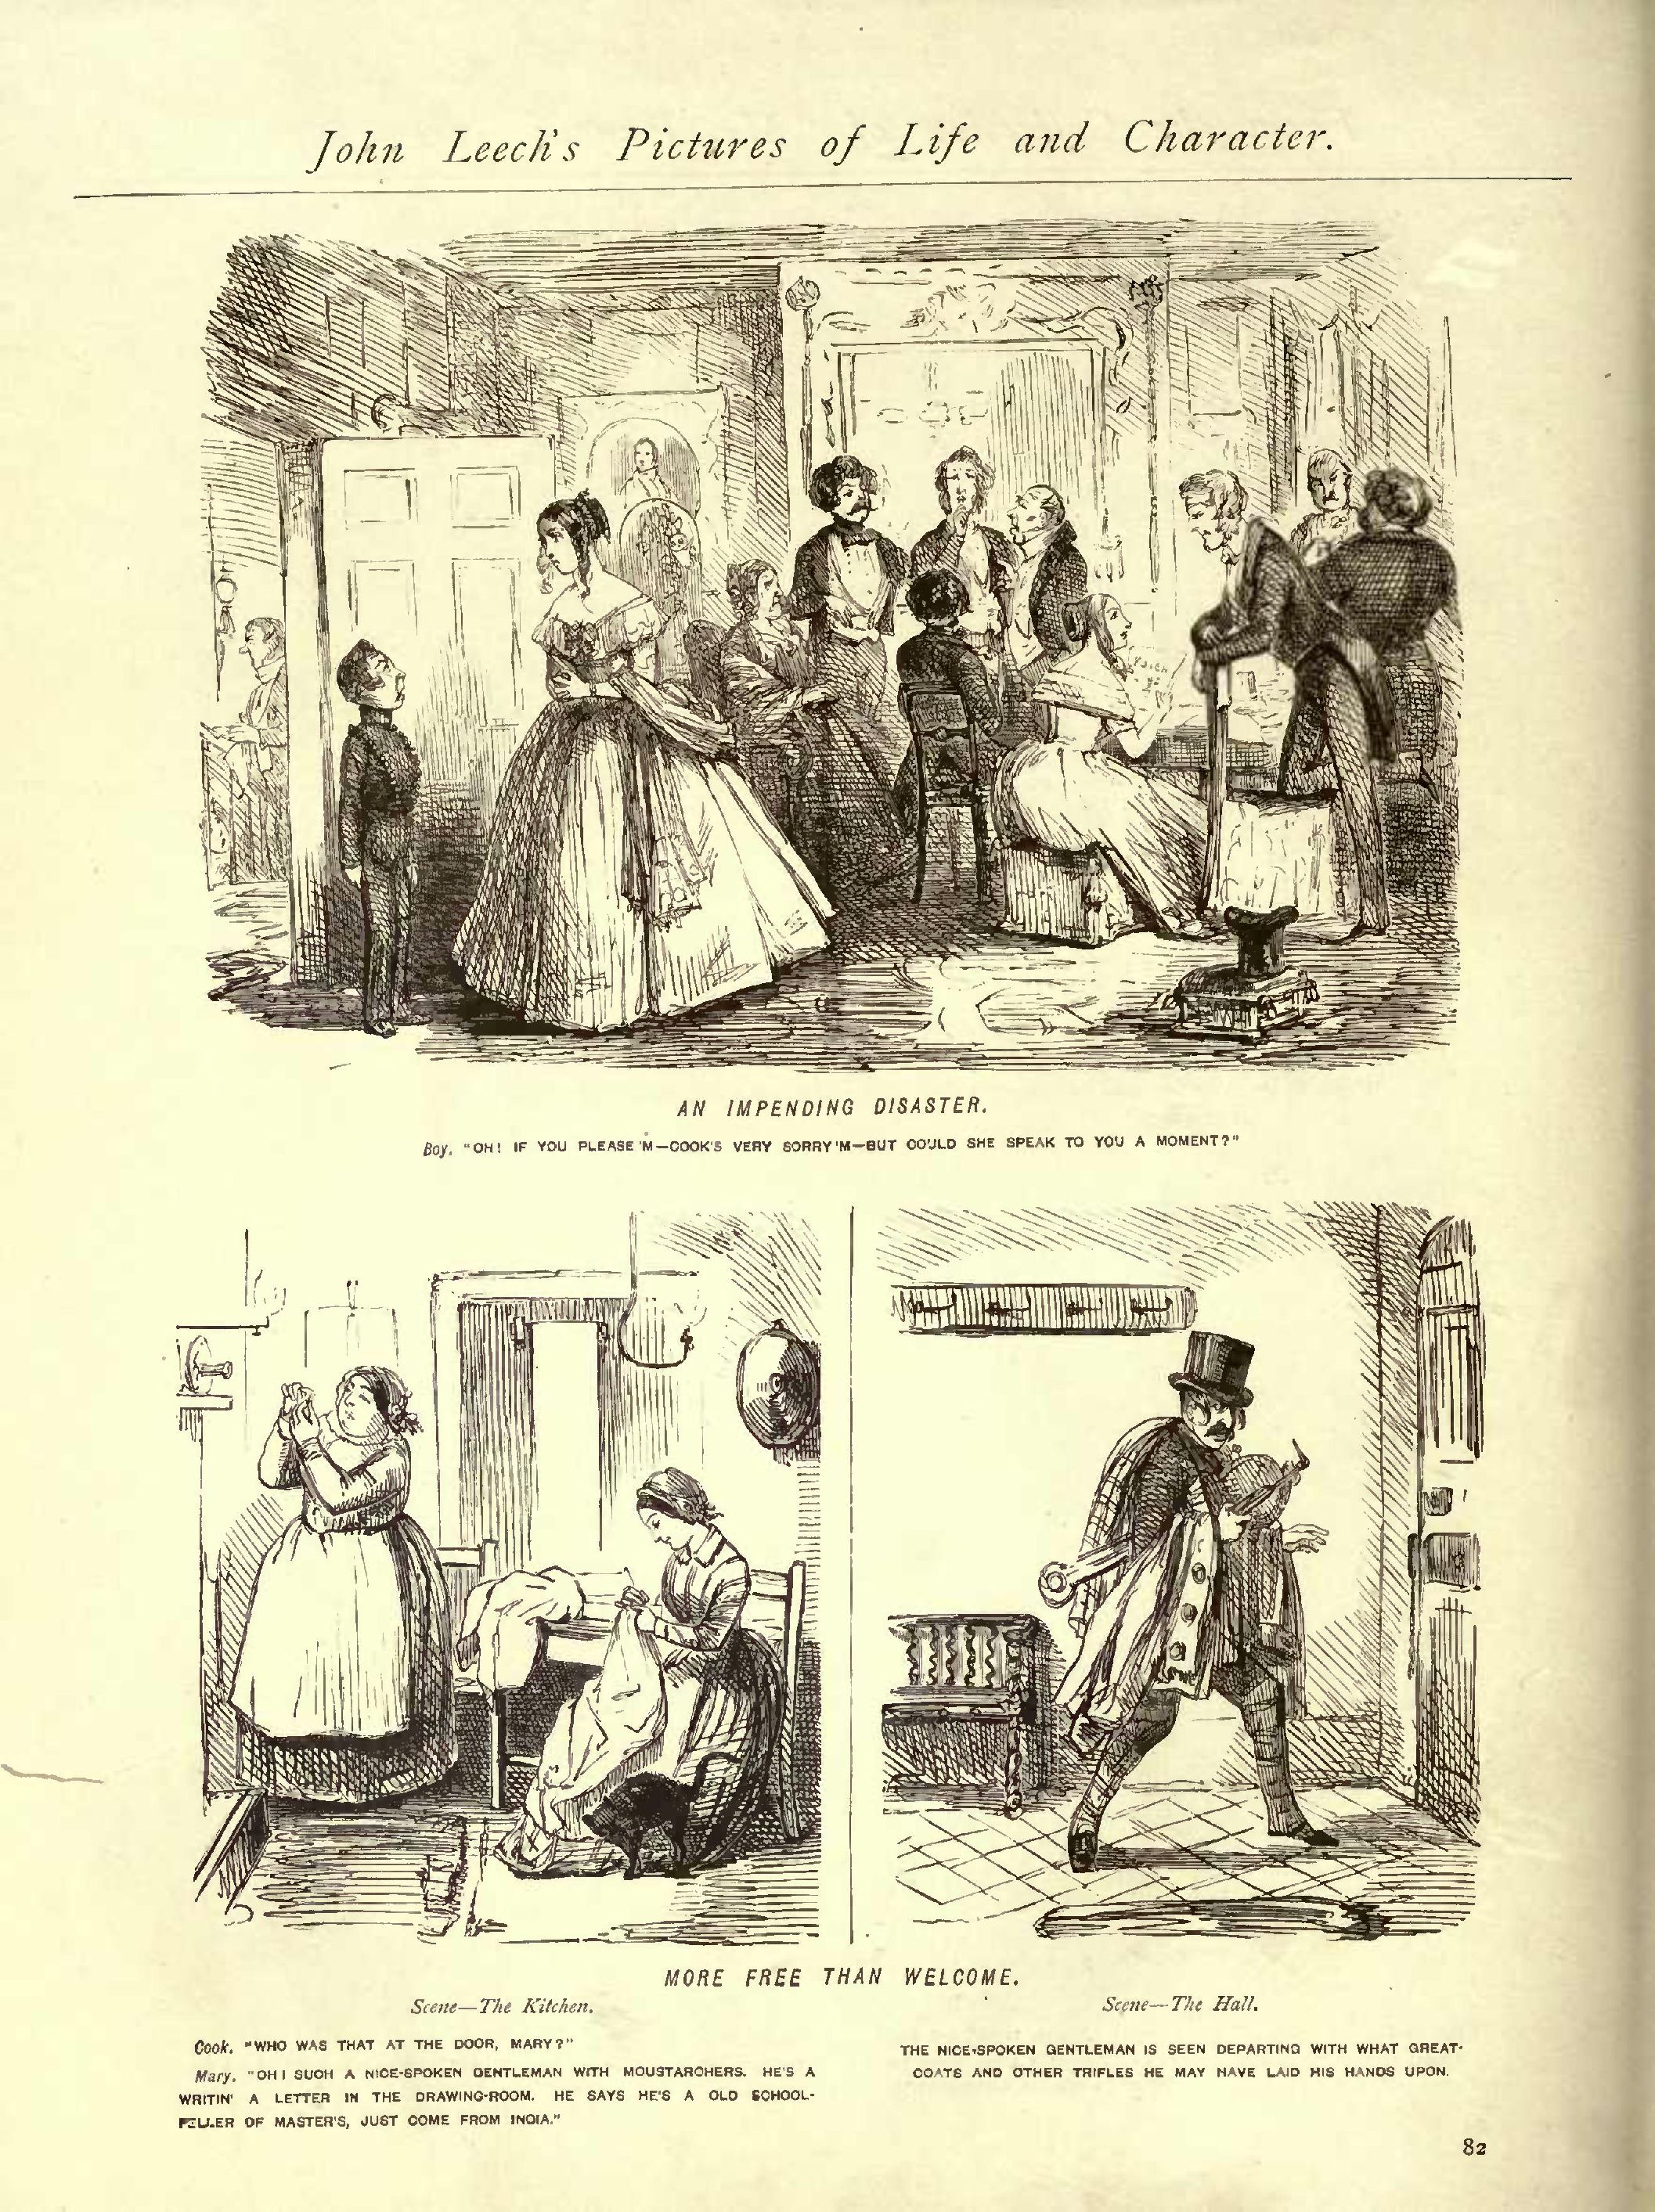 John Leech's Pictures of Life and Character.
AN IMPENDING DISASTER.
Boy. "OH! IF YOU PLEASE 'M—COOK'S VERY SORRY 'M—BUT COULD SHE SPEAK TO YOU A MOMENT?"
MORE FREE THAN WELCOME.
Scene—The Kitchen.
Cook. "WHO WAS THAT AT THE DOOR, MARY?"
Mary. "OH! SUCH A NICE-SPOKEN GENTLEMAN WITH MOUSTARCHERS. HE'S A
WRITIN' A LETTER IN THE DRAWING-ROOM. HE SAYS HE'S A OLD SCHOOL-
FELLER OF MASTER'S, JUST COME FROM INDIA."
Scene—The Hall.
THE NICE-SPOKEN GENTLEMAN IS SEEN DEPARTING WITH WHAT GREAT-
COATS AND OTHER TRIFLES HE MAY HAVE LAID HIS HANDS UPON.
82